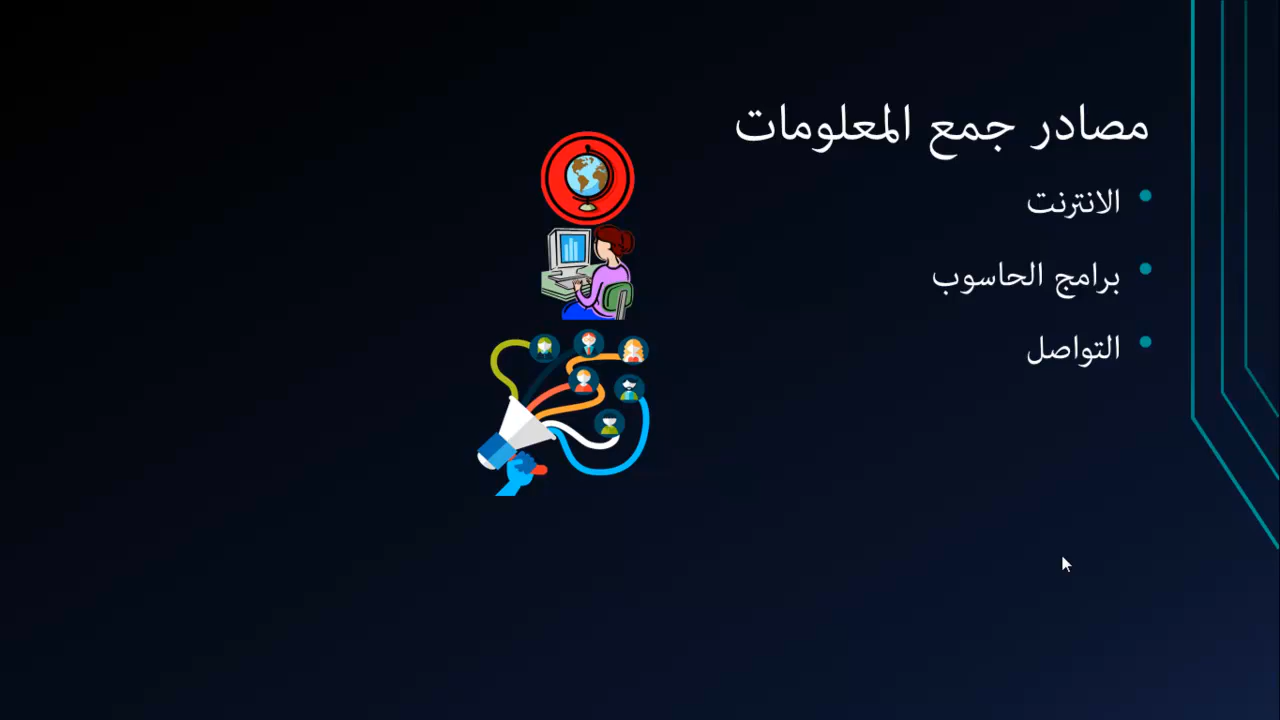 مصادر جمع المعلومات
الانترنت
برامج الحاسوب
التواصل